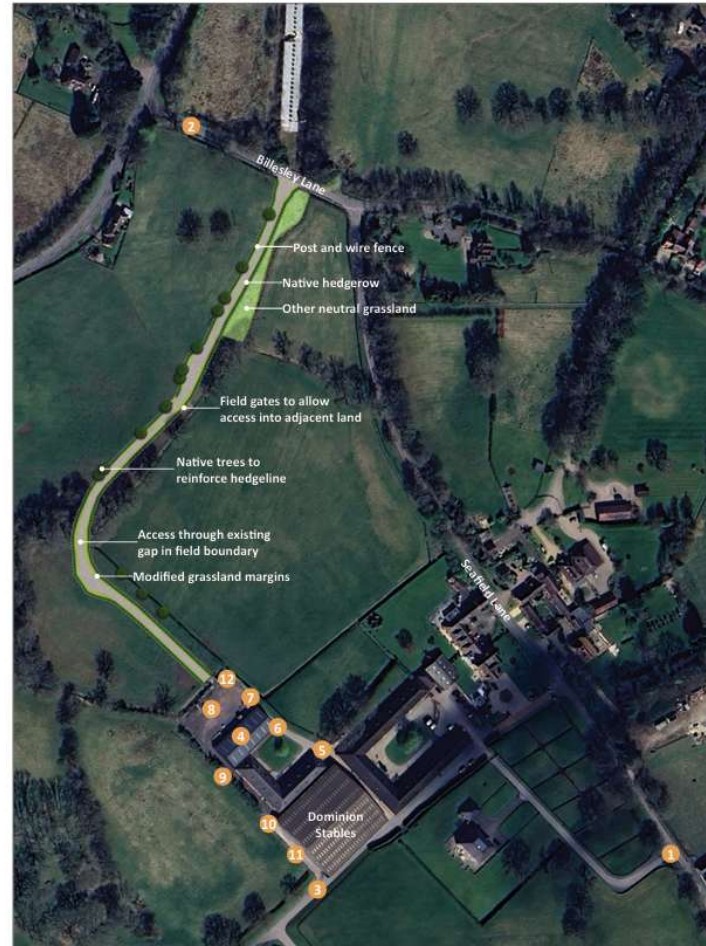 2
Billesley Lane
Post and wire fence
Native hedgerow
Other neutral grassland
Field gates to allow
access into adjacent land
Native trees to
reinforce hedgeline
Access through existing
gap in field boundary
Modified grassland margins
Seafield Lane
12
7
8
6
4
5
9
Dominion
Stables
10
11
1
3